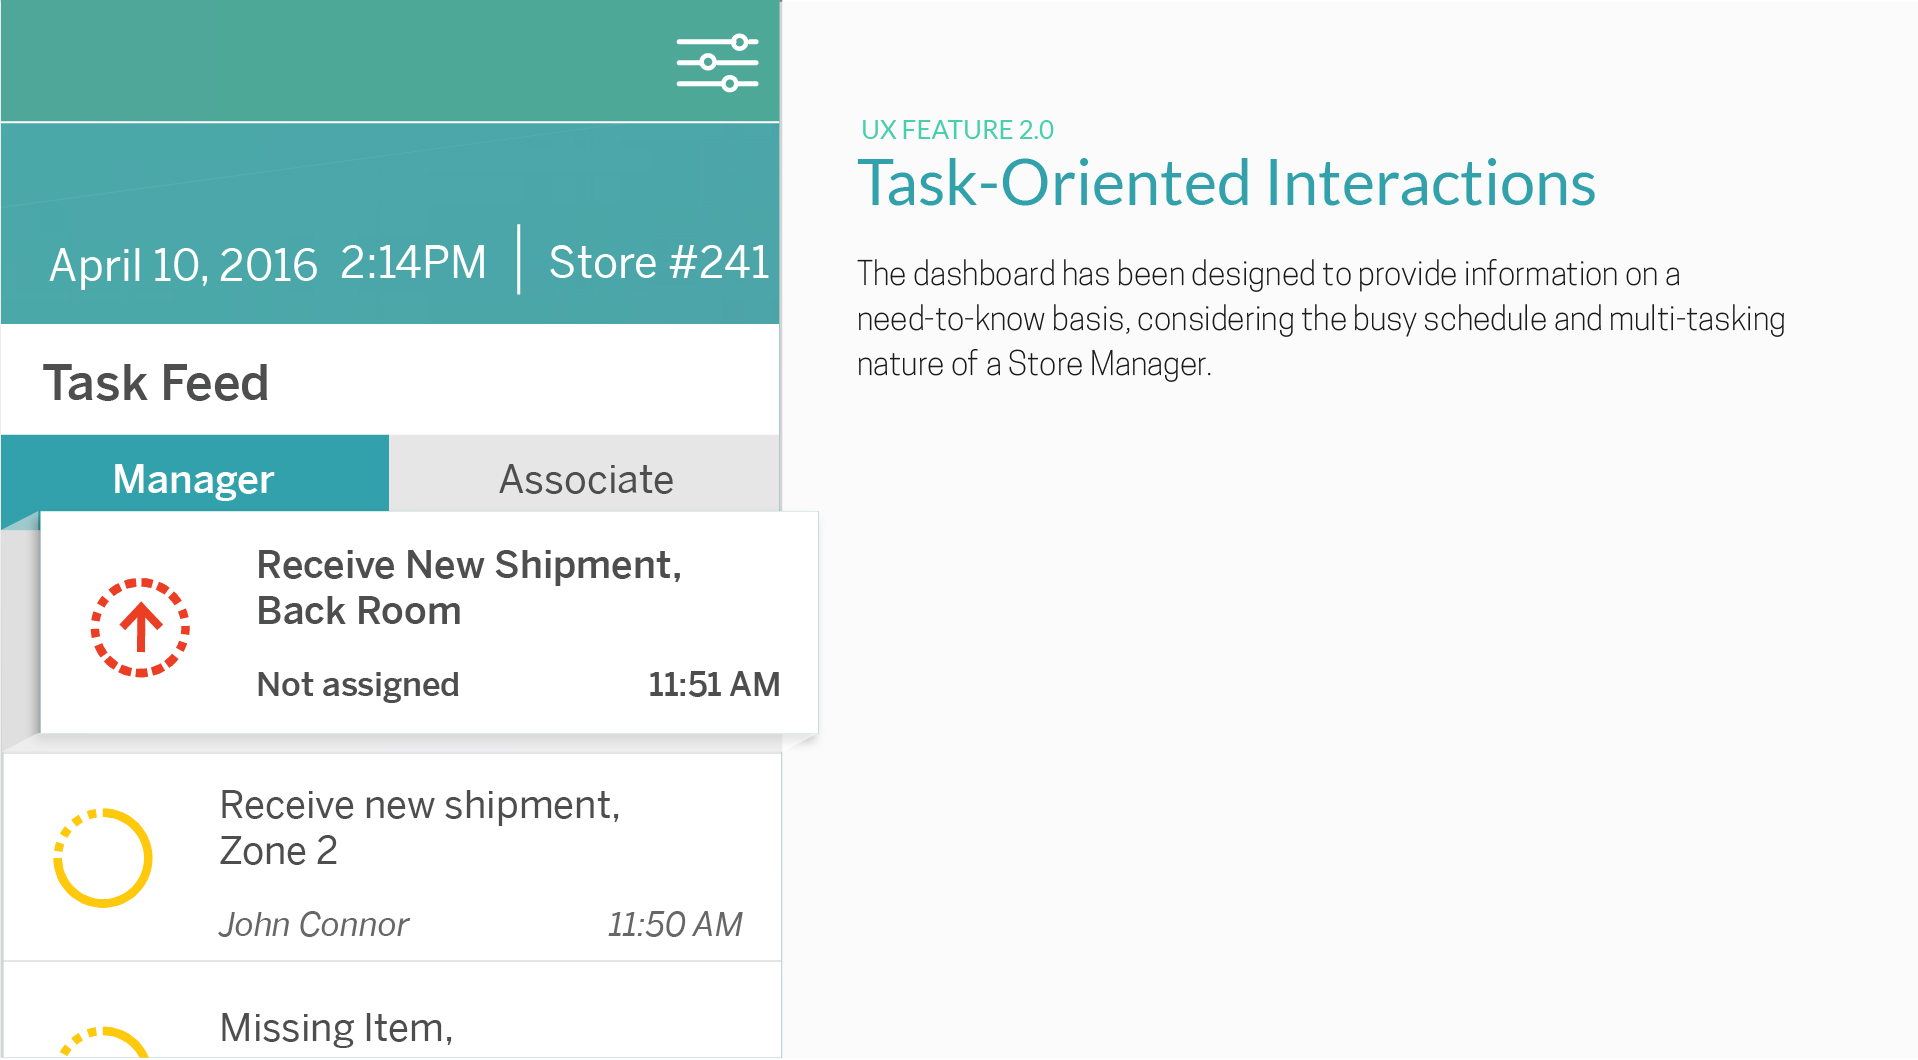 April 10, 2016 2:14PM Store #241
Task Feed
Manager Associate
Receive New Shipment,
Back Room
Not assigned 11:51 AM
Receive new shipment,
Zone 2
John Connor 11:50 AM
Missing Item,
UX FEATURE 2.0
Task-Oriented Interactions
The dashboard has been designed to provide information on a
need-to-know basis, considering the busy schedule and multi-tasking
nature of a Store Manager.